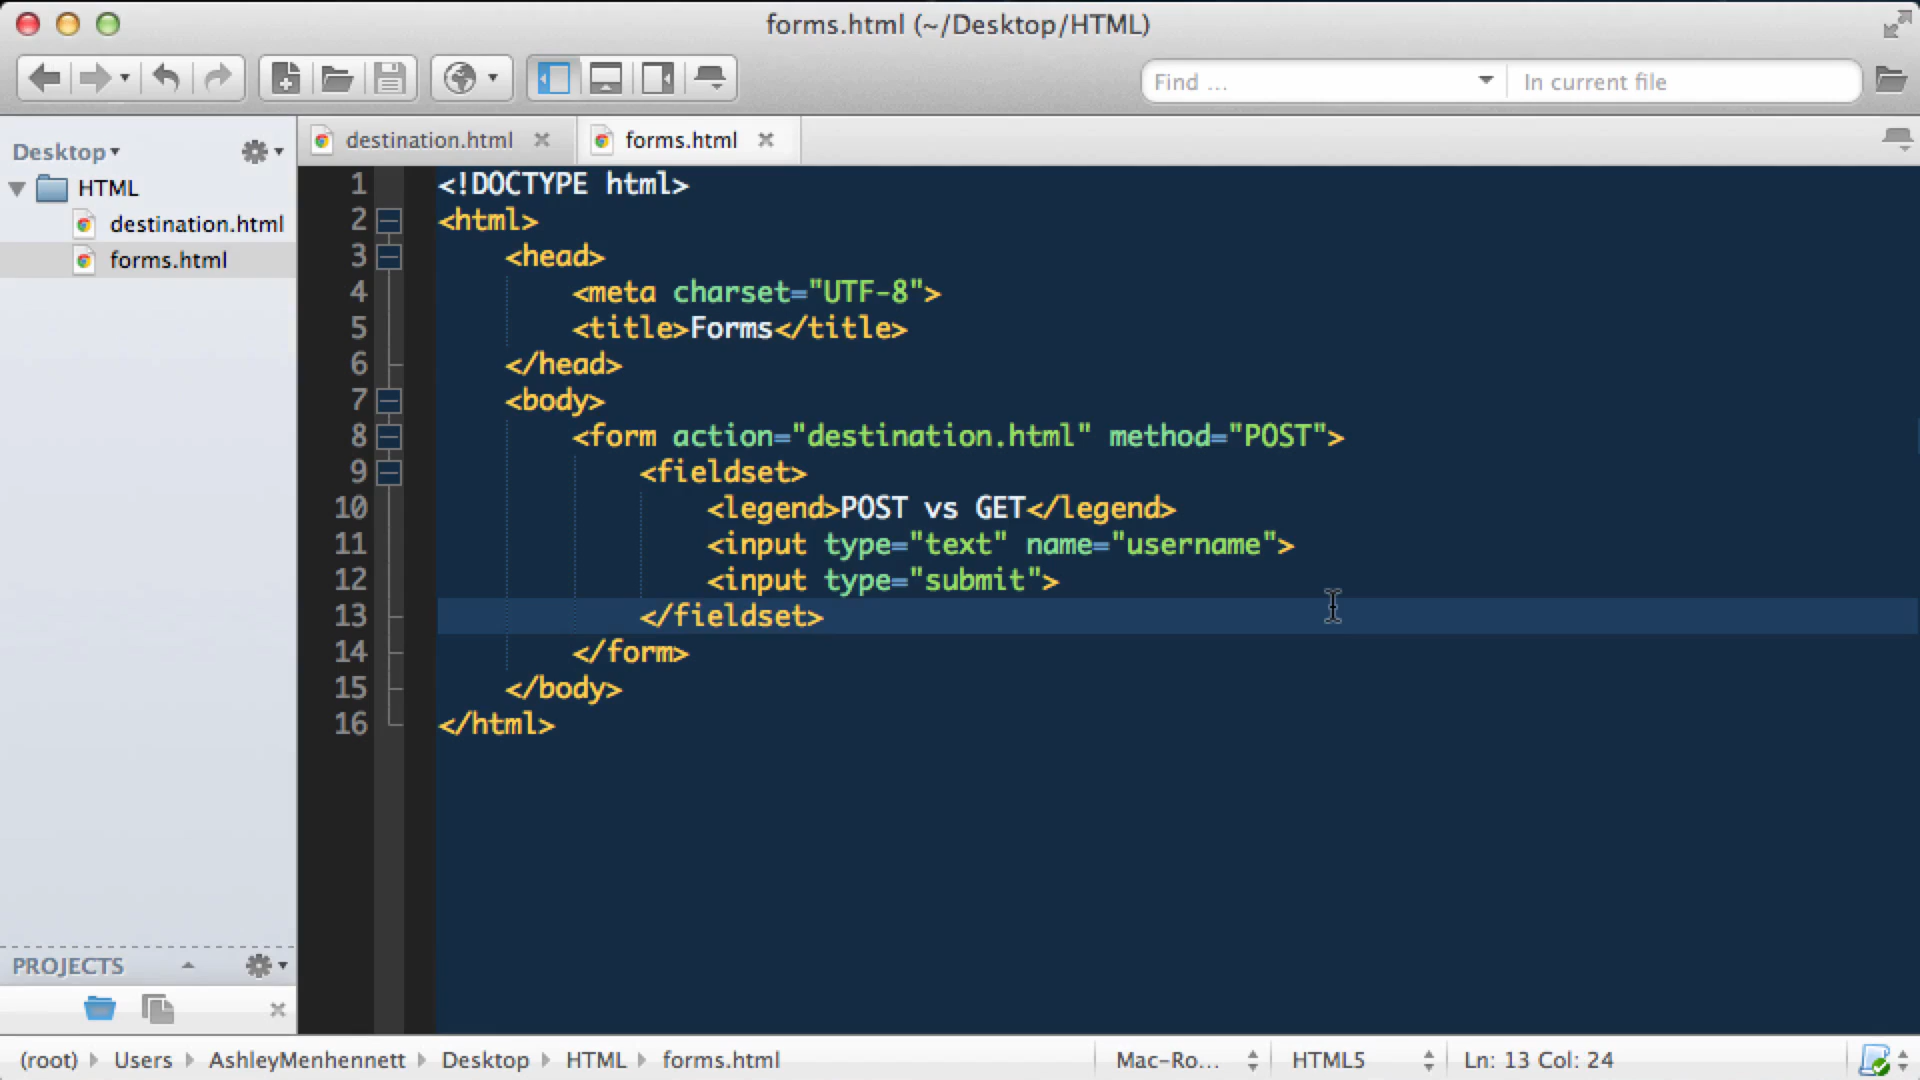 forms.html (~/Desktop/HTML)
Find ...
In current file
Desktop
HTML
destination.html
forms.html
destination.html
forms.html
1 <!DOCTYPE html>
2 <html>
3 <head>
4 <meta charset="UTF-8">
5 <title>Forms</title>
6 </head>
7 <body>
8 <form action="destination.html" method="POST">
9 <fieldset>
10 <legend>POST vs GET</legend>
11 <input type="text" name="username">
12 <input type="submit">
13 </fieldset>
14 </form>
15 </body>
16 </html>
PROJECTS
(root) Users AshleyMenhennett Desktop HTML forms.html
Mac-Ro... HTML5 Ln: 13 Col: 24